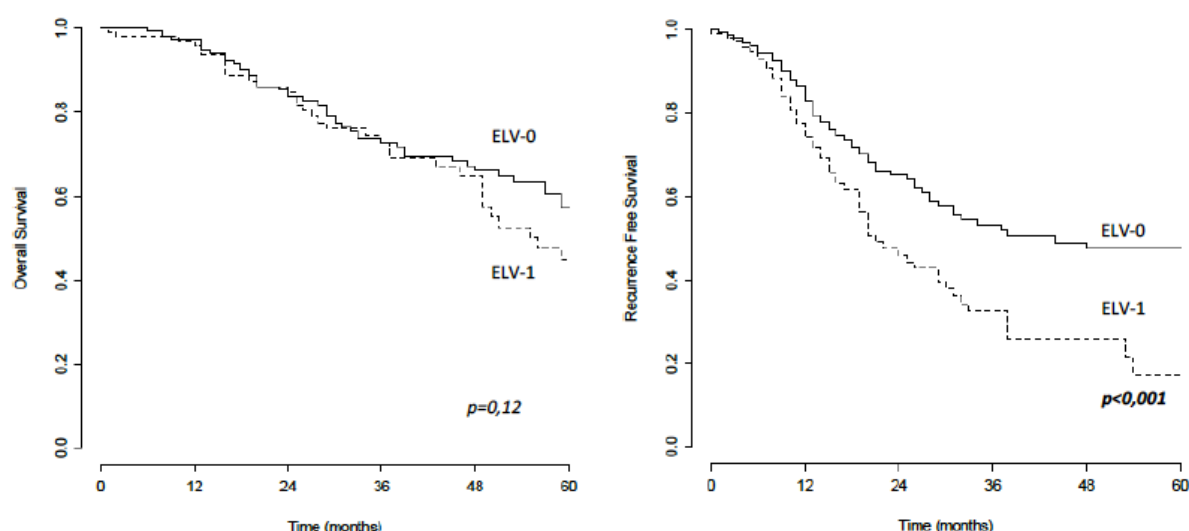 Overall Survival
1.0
0.8
0.6
0.4
0.2
0.0
ELV-0
ELV-1
p=0,12
0 12 24 36 48 60
Time (months)
Recurrence Free Survival
1.0
0.8
0.6
0.4
0.2
0.0
ELV-0
ELV-1
p<0,001
0 12 24 36 48 60
Time (months)